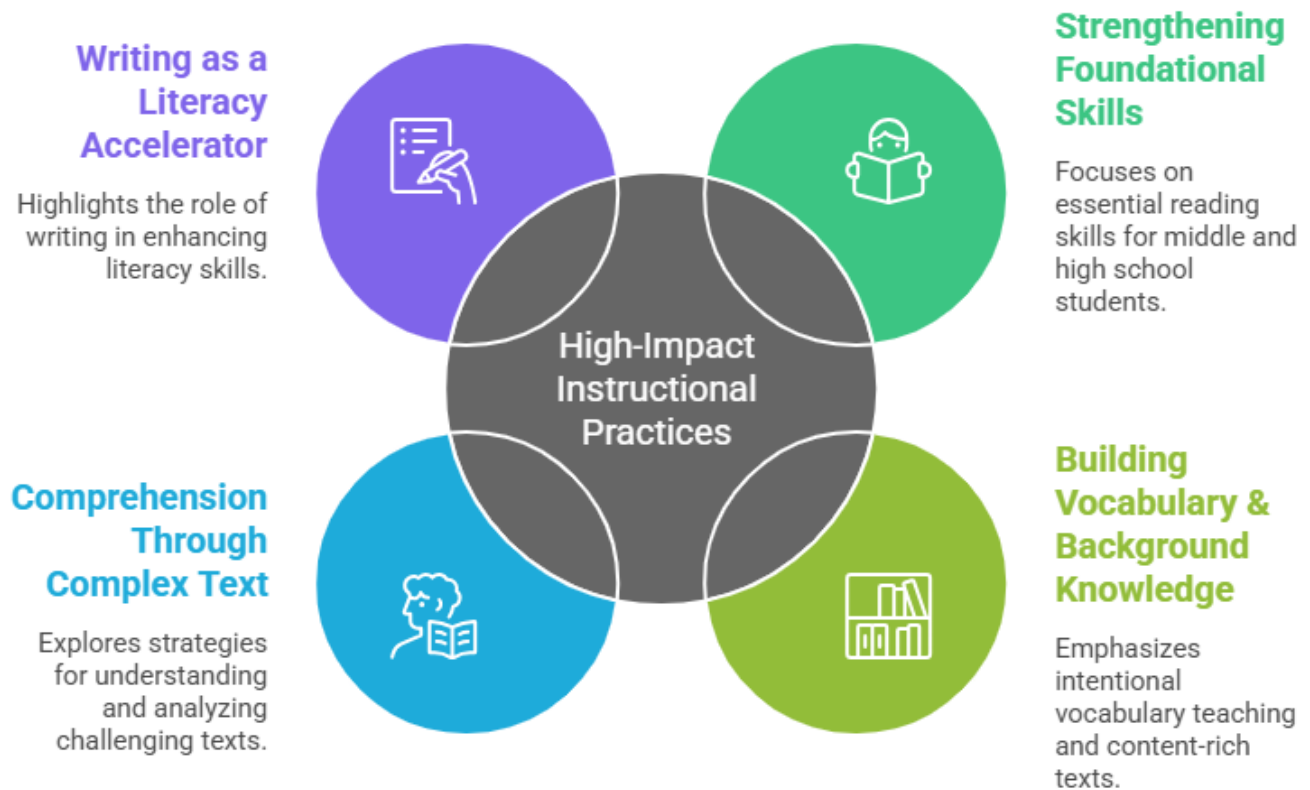 Writing as a
Literacy
Accelerator
Highlights the role of
writing in enhancing
literacy skills.
Strengthening
Foundational
Skills
Focuses on
essential reading
skills for middle and
high school
students.
High-Impact
Instructional
Practices
Comprehension
Through
Complex Text
Explores strategies
for understanding
and analyzing
challenging texts.
Building
Vocabulary &
Background
Knowledge
Emphasizes
intentional
vocabulary teaching
and content-rich
texts.